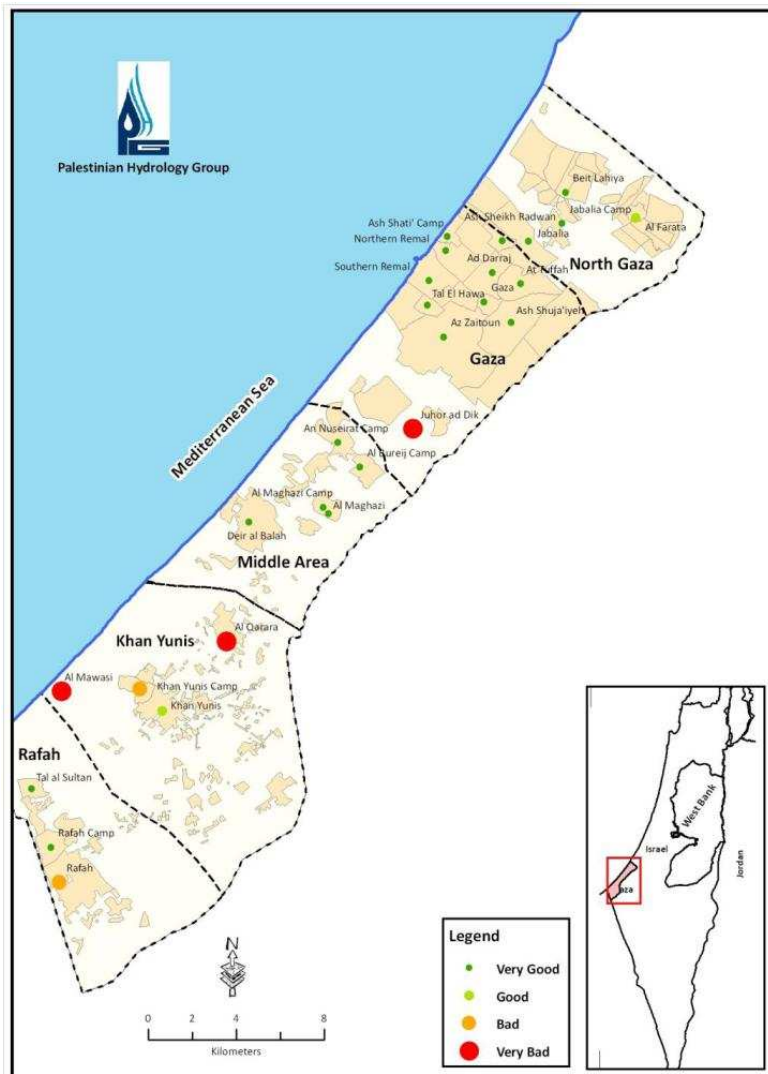 PG
Palestinian Hydrology Group
Beit Lahiya
Jabalia Camp
Al Farata
Ash Sheikh Radwan
Jabalia
North Gaza
Ash Shati' Camp
Northern Remal
Ad Darraj
At Tuffah
Southern Remal
Gaza
Tal El Hawa
Ash Shuja'iyeh
Az Zaitoun
Gaza
Mediterranean Sea
Juhor ad Dik
An Nuseirat Camp
Al Bureij Camp
Al Maghazi Camp
Al Maghazi
Deir al Balah
Middle Area
Khan Yunis
Al Qarara
Al Mawasi
Khan Yunis Camp
Khan Yunis
Rafah
Tal al Sultan
Rafah Camp
Rafah
N
0 2 4 8
Kilometers
Legend
Very Good
Good
Bad
Very Bad
West Bank
Israel
Jordan
aza